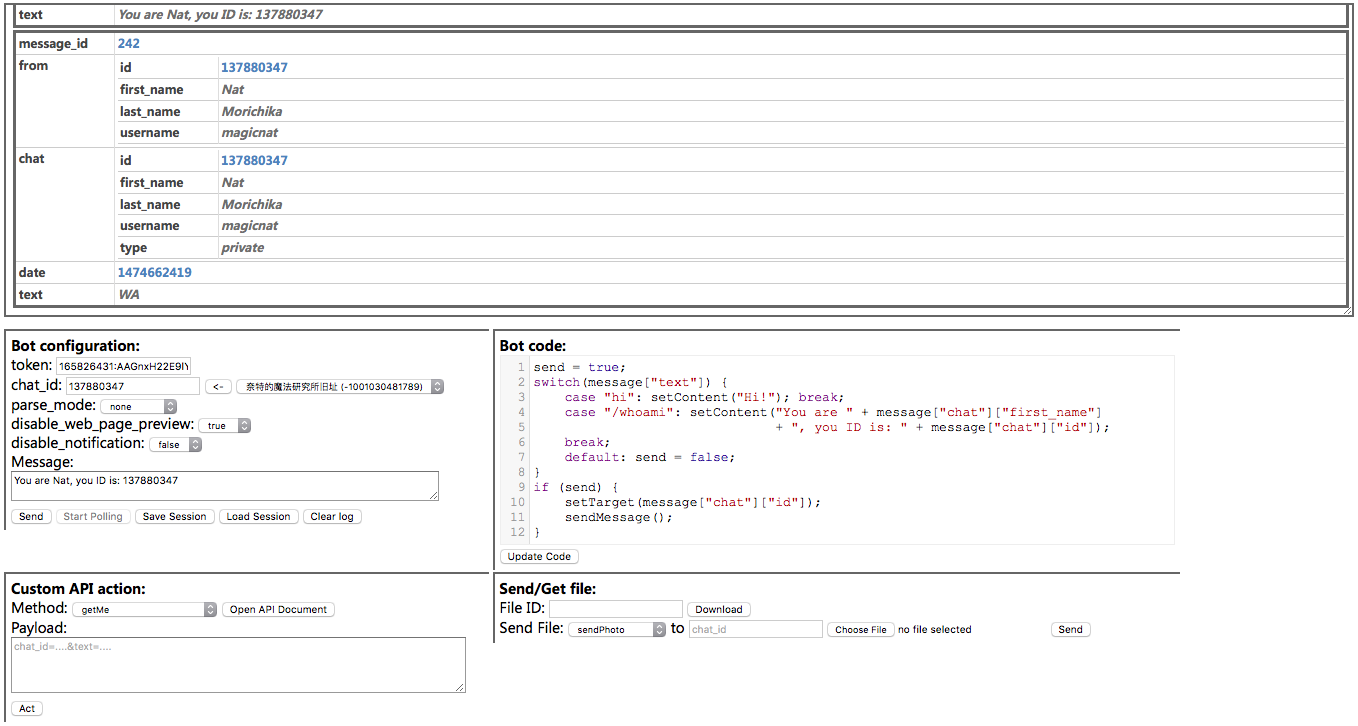 text You are Nat, you ID is: 137880347
message_id 242
from id 137880347
first_name Nat
last_name Morichika
username magicnat
chat id 137880347
first_name Nat
last_name Morichika
username magicnat
type private
date 1474662419
text WA
Bot configuration:
token: 165826431:AAGnxH22E9lY
chat_id: 137880347 <- 奈特的魔法研究所旧址 (-1001030481789)
parse_mode: none
disable_web_page_preview: true
disable_notification: false
Message:
You are Nat, you ID is: 137880347
Send Start Polling Save Session Load Session Clear log
Bot code:
1 send = true;
2 switch(message["text"]) {
3 case "hi": setContent("Hi!"); break;
4 case "/whoami": setContent("You are " + message["chat"]["first_name"]
5 + ", you ID is: " + message["chat"]["id"]);
6 break;
7 default: send = false;
8 }
9 if (send) {
10 setTarget(message["chat"]["id"]);
11 sendMessage();
12 }
Update Code
Custom API action:
Method: getMe Open API Document
Payload:
chat_id=....&text=....
Act
Send/Get file:
File ID: Download
Send File: sendPhoto to chat_id Choose File no file selected Send